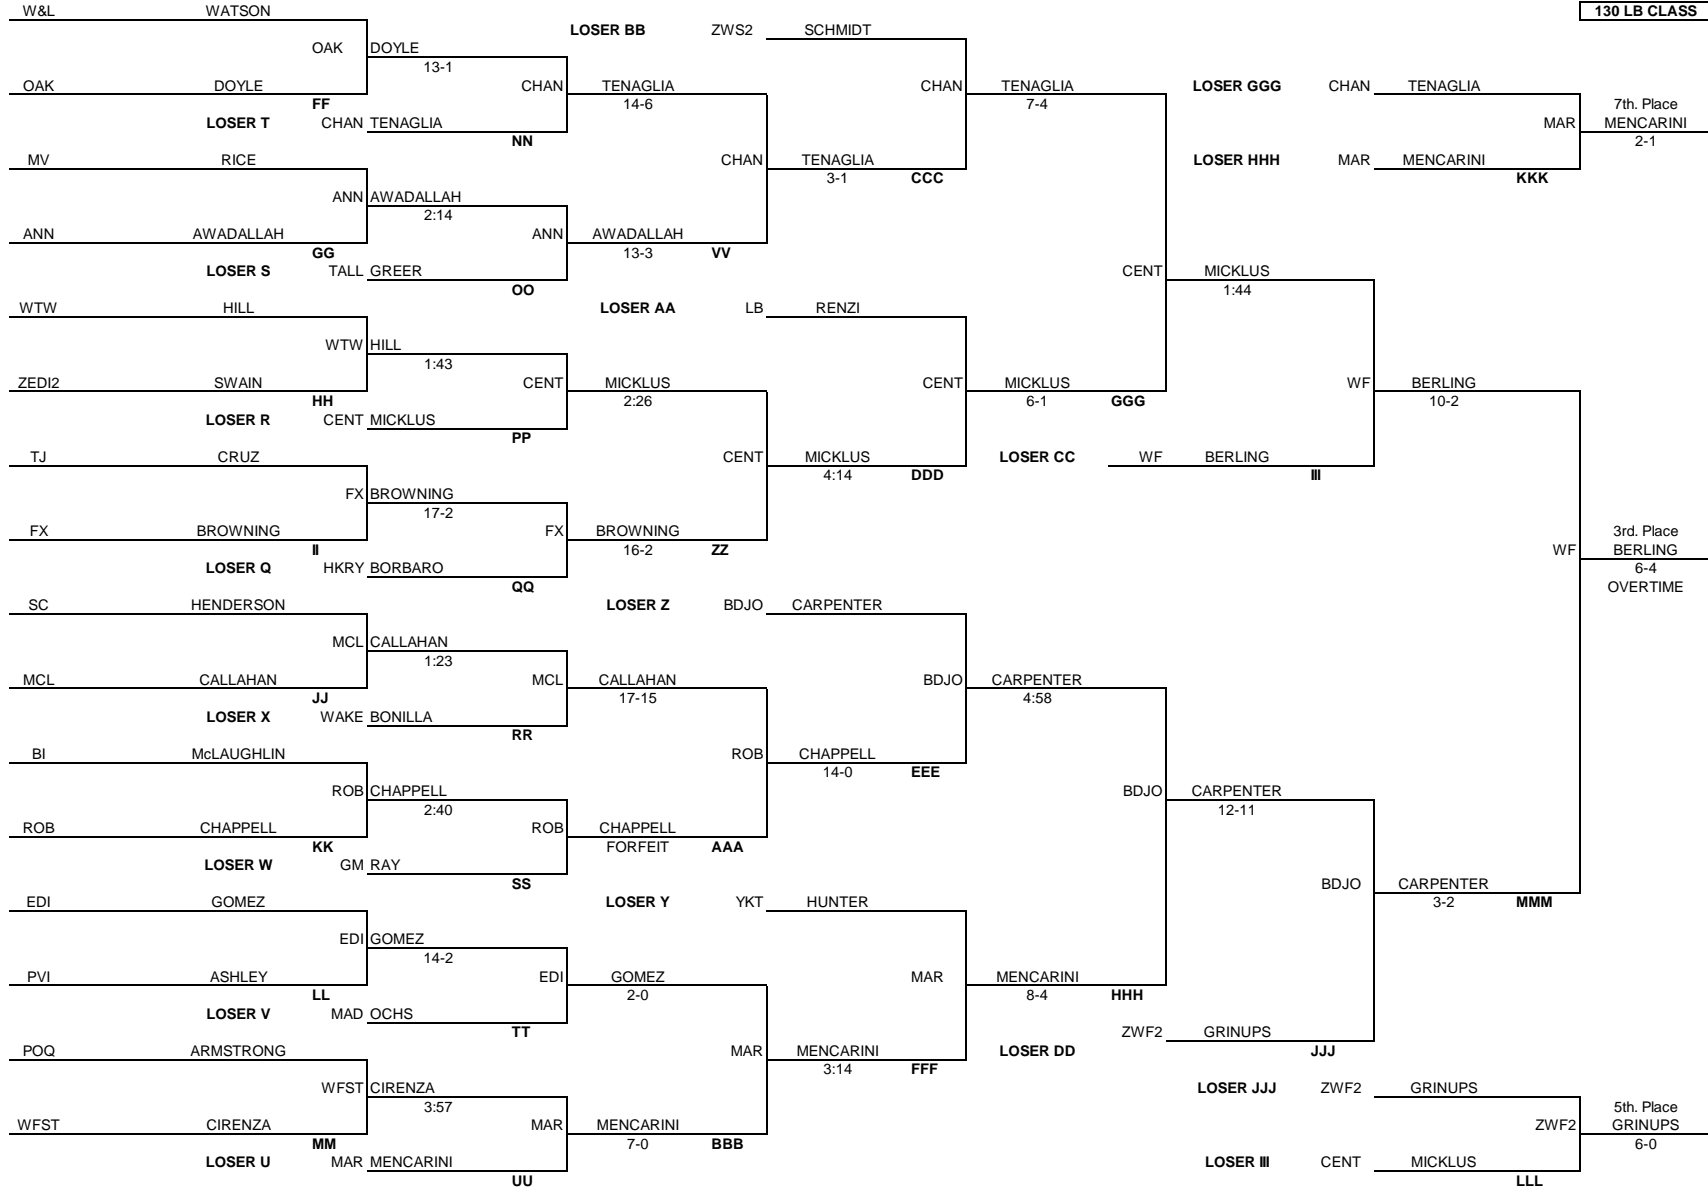 W&L WATSON 130 LB CLASS
LOSER BB ZWS2 SCHMIDT
OAK DOYLE
13-1
OAK DOYLE CHAN TENAGLIA CHAN TENAGLIA LOSER GGG CHAN TENAGLIA
FF 14-6 7-4 7th. Place
LOSER T CHAN TENAGLIA MAR MENCARINI
NN 2-1
MV RICE CHAN TENAGLIA LOSER HHH MAR MENCARINI
3-1 CCC KKK
ANN AWADALLAH
2:14
ANN AWADALLAH ANN AWADALLAH
GG 13-3 VV
LOSER S TALL GREER CENT MICKLUS
OO 1:44
WTW HILL LOSER AA LB RENZI
WTW HILL
1:43
ZEDI2 SWAIN CENT MICKLUS CENT MICKLUS WF BERLING
HH 2:26 6-1 GGG 10-2
LOSER R CENT MICKLUS
PP
TJ CRUZ CENT MICKLUS LOSER CC WF BERLING
4:14 DDD III
FX BROWNING
17-2
FX BROWNING FX BROWNING 3rd. Place
II 16-2 ZZ WF BERLING
LOSER Q HKRY BORBARO 6-4
QQ OVERTIME
SC HENDERSON LOSER Z BDJO CARPENTER
MCL CALLAHAN
1:23
MCL CALLAHAN MCL CALLAHAN BDJO CARPENTER
JJ 17-15 4:58
LOSER X WAKE BONILLA
RR
BI McLAUGHLIN ROB CHAPPELL
14-0 EEE
ROB CHAPPELL BDJO CARPENTER
2:40 12-11
ROB CHAPPELL ROB CHAPPELL
KK FORFEIT AAA
LOSER W GM RAY
SS BDJO CARPENTER
EDI GOMEZ LOSER Y YKT HUNTER 3-2 MMM
EDI GOMEZ
14-2
PVI ASHLEY EDI GOMEZ MAR MENCARINI
LL 2-0 8-4 HHH
LOSER V MAD OCHS
TT ZWF2 GRINUPS
POQ ARMSTRONG MAR MENCARINI LOSER DD JJJ
3:14 FFF
WFST CIRENZA LOSER JJJ ZWF2 GRINUPS
3:57 5th. Place
WFST CIRENZA MAR MENCARINI ZWF2 GRINUPS
MM 7-0 BBB 6-0
LOSER U MAR MENCARINI LOSER III CENT MICKLUS
UU LLL